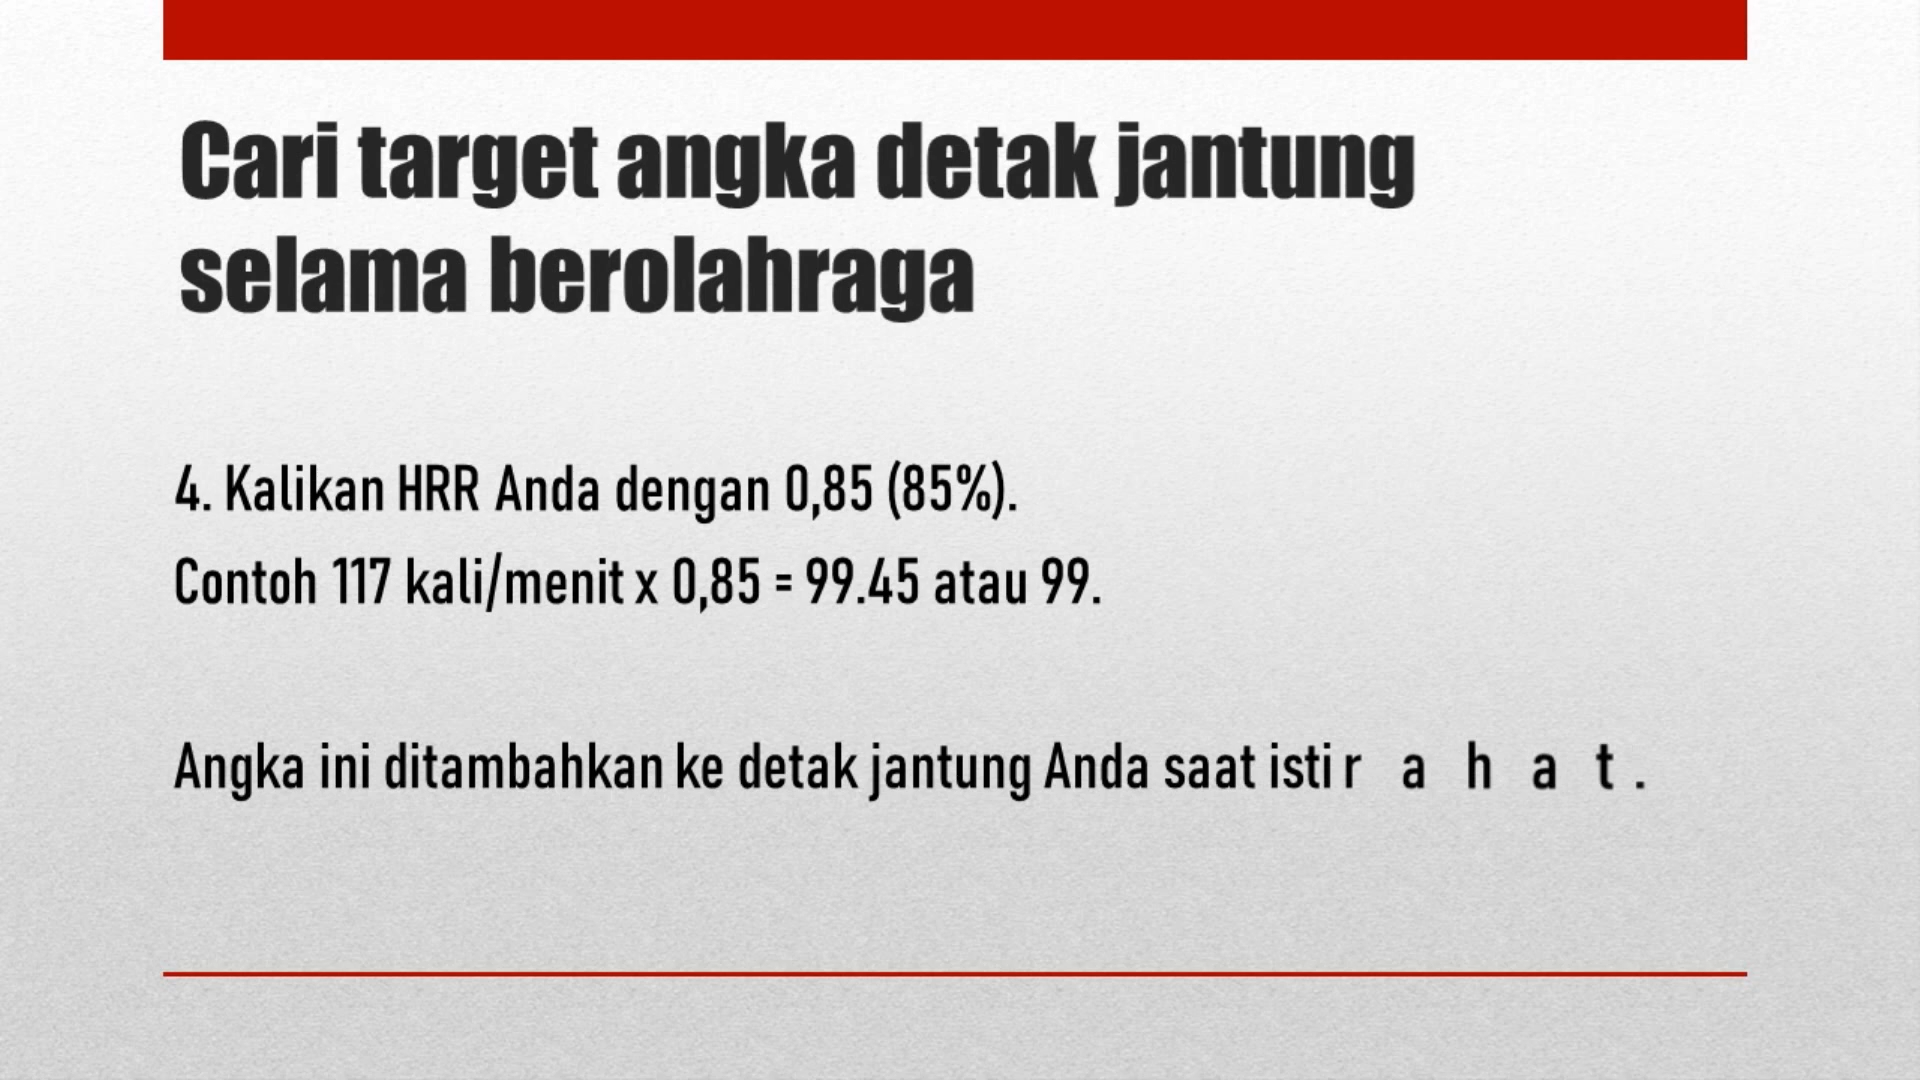 Cari target angka detak jantung
selama berolahraga
4. Kalikan HRR Anda dengan 0,85 (85%).
Contoh 117 kali/menit x 0,85 = 99.45 atau 99.
Angka ini ditambahkan ke detak jantung Anda saat istirahat.